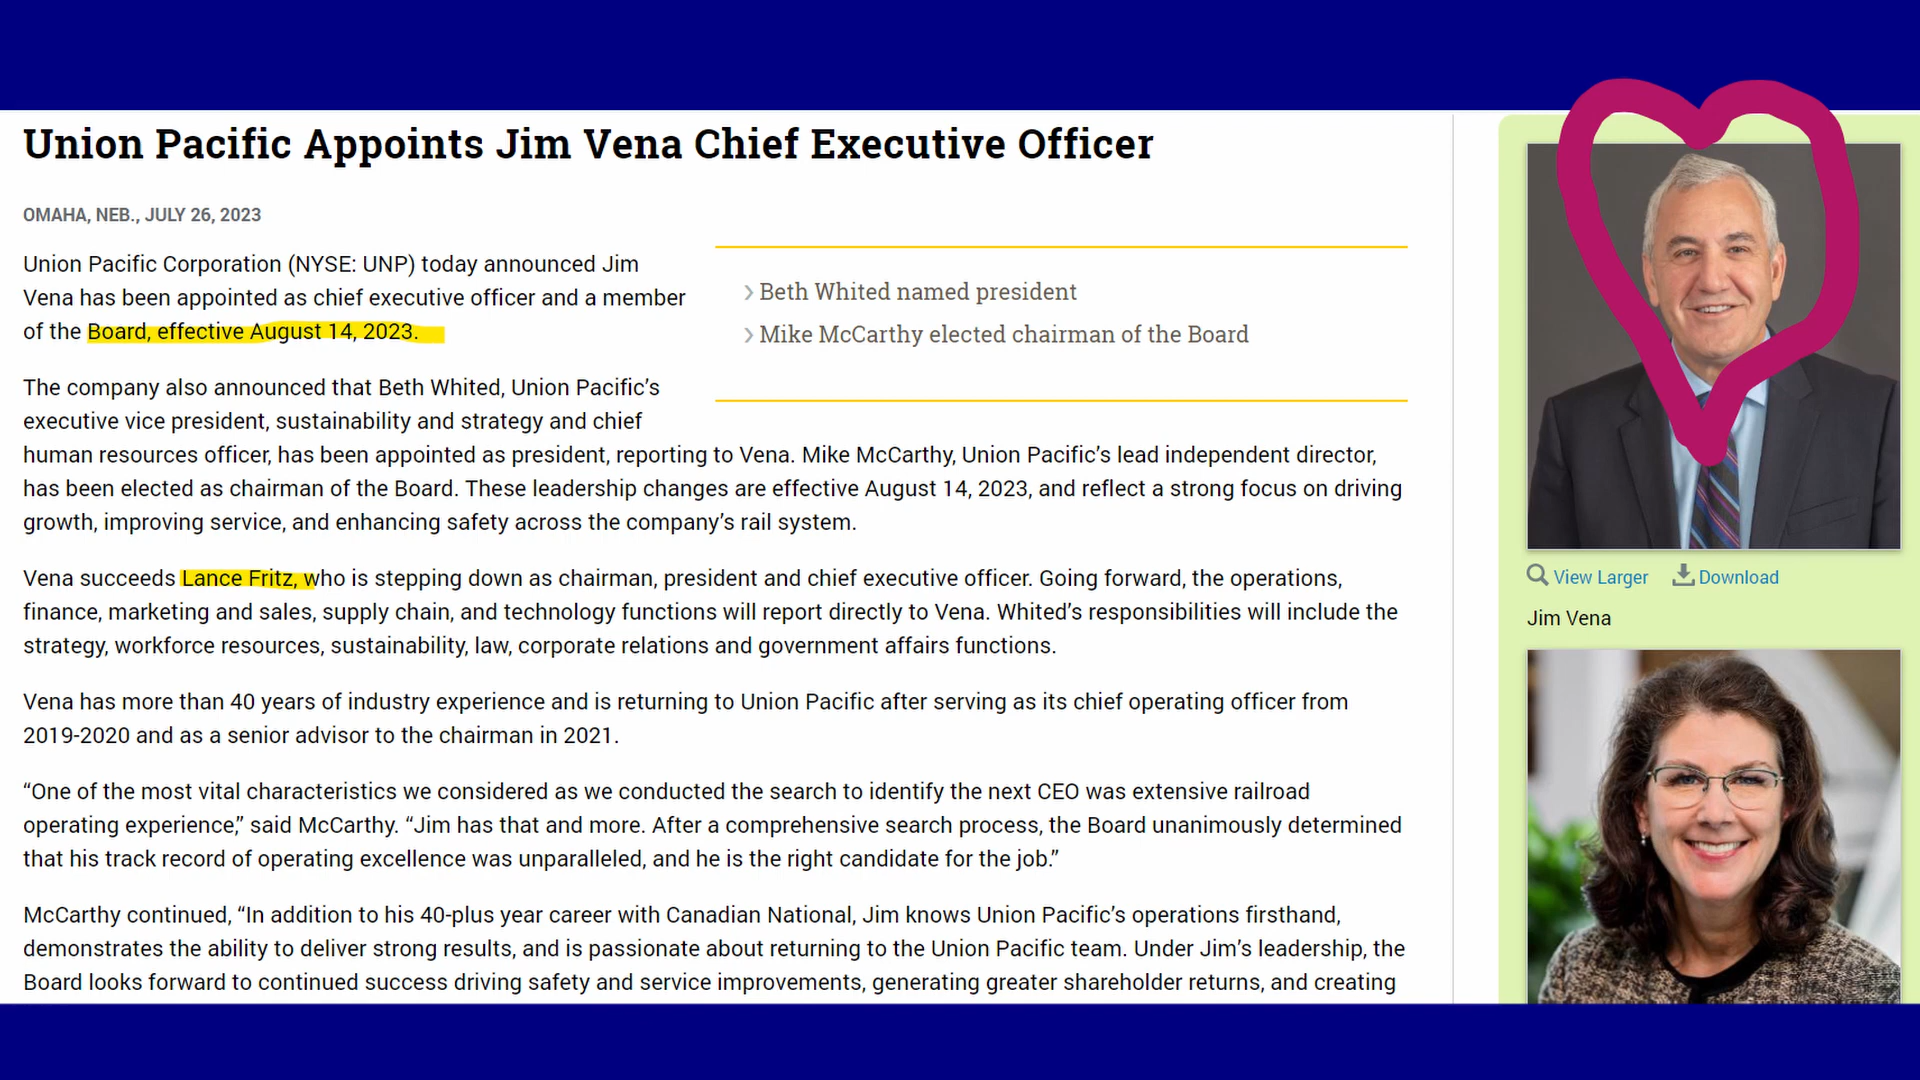 Union Pacific Appoints Jim Vena Chief Executive Officer
OMAHA, NEB., JULY 26, 2023
Union Pacific Corporation (NYSE: UNP) today announced Jim
Vena has been appointed as chief executive officer and a member
of the Board, effective August 14, 2023.
› Beth Whited named president
› Mike McCarthy elected chairman of the Board
The company also announced that Beth Whited, Union Pacific’s
executive vice president, sustainability and strategy and chief
human resources officer, has been appointed as president, reporting to Vena. Mike McCarthy, Union Pacific’s lead independent director,
has been elected as chairman of the Board. These leadership changes are effective August 14, 2023, and reflect a strong focus on driving
growth, improving service, and enhancing safety across the company’s rail system.
Vena succeeds Lance Fritz, who is stepping down as chairman, president and chief executive officer. Going forward, the operations,
finance, marketing and sales, supply chain, and technology functions will report directly to Vena. Whited’s responsibilities will include the
strategy, workforce resources, sustainability, law, corporate relations and government affairs functions.
Vena has more than 40 years of industry experience and is returning to Union Pacific after serving as its chief operating officer from
2019-2020 and as a senior advisor to the chairman in 2021.
“One of the most vital characteristics we considered as we conducted the search to identify the next CEO was extensive railroad
operating experience,” said McCarthy. “Jim has that and more. After a comprehensive search process, the Board unanimously determined
that his track record of operating excellence was unparalleled, and he is the right candidate for the job.”
McCarthy continued, “In addition to his 40-plus year career with Canadian National, Jim knows Union Pacific’s operations firsthand,
demonstrates the ability to deliver strong results, and is passionate about returning to the Union Pacific team. Under Jim’s leadership, the
Board looks forward to continued success driving safety and service improvements, generating greater shareholder returns, and creating
View Larger Download
Jim Vena